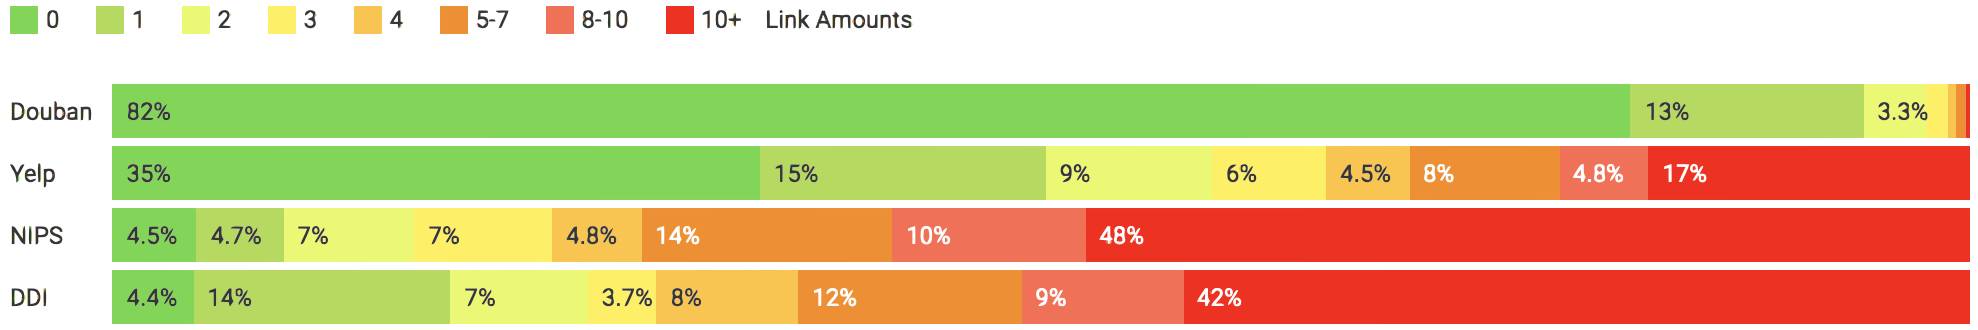 0 1 2 3 4 5-7 8-10 10+ Link Amounts
Douban 82% 13% 3.3%
Yelp 35% 15% 9% 6% 4.5% 8% 4.8% 17%
NIPS 4.5% 4.7% 7% 7% 4.8% 14% 10% 48%
DDI 4.4% 14% 7% 3.7% 8% 12% 9% 42%